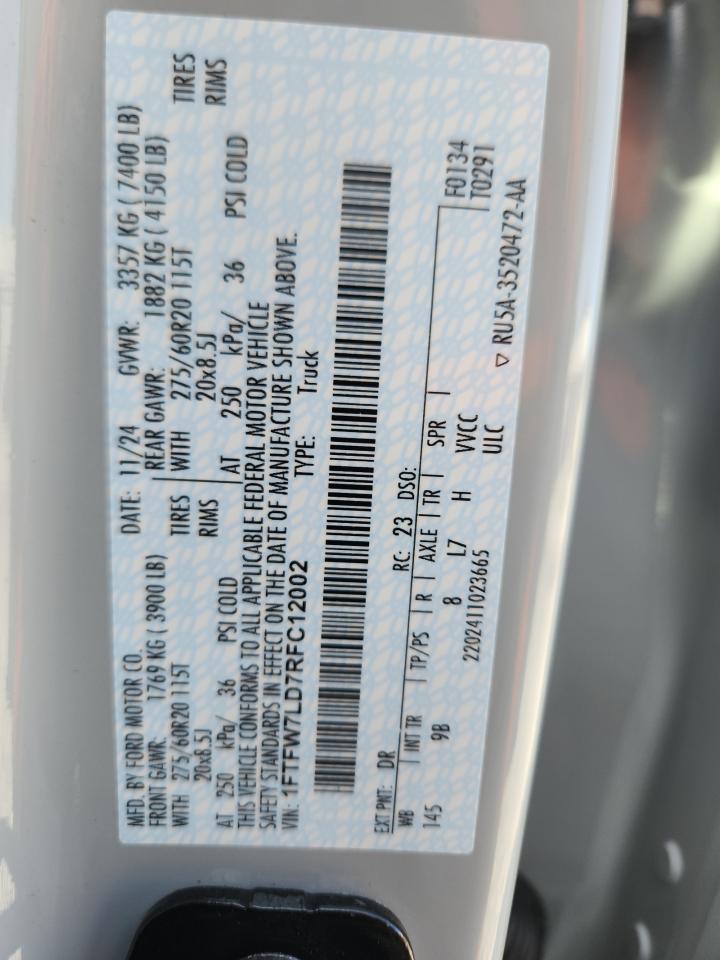 MFD. BY FORD MOTOR CO. DATE: 11/24 GVWR: 3357 KG ( 7400 LB)
FRONT GAWR: 1769 KG ( 3900 LB) REAR GAWR: 1882 KG ( 4150 LB)
WITH 275/60R20 115T TIRES WITH 275/60R20 115T TIRES
20x8.5J RIMS 20x8.5J RIMS
AT 250 kPa/ 36 PSI COLD AT 250 kPa/ 36 PSI COLD
THIS VEHICLE CONFORMS TO ALL APPLICABLE FEDERAL MOTOR VEHICLE
SAFETY STANDARDS IN EFFECT ON THE DATE OF MANUFACTURE SHOWN ABOVE.
VIN: 1FTFW7LD7RFC12002 TYPE: Truck
EXT PNT: DR RC: 23 DSO: F0134
WB | INT TR | TP/PS | R | AXLE | TR | SPR | T0291
145 9B 8 L7 H VVCC
2202411023665 ULC
▽ RU5A-3520472-AA